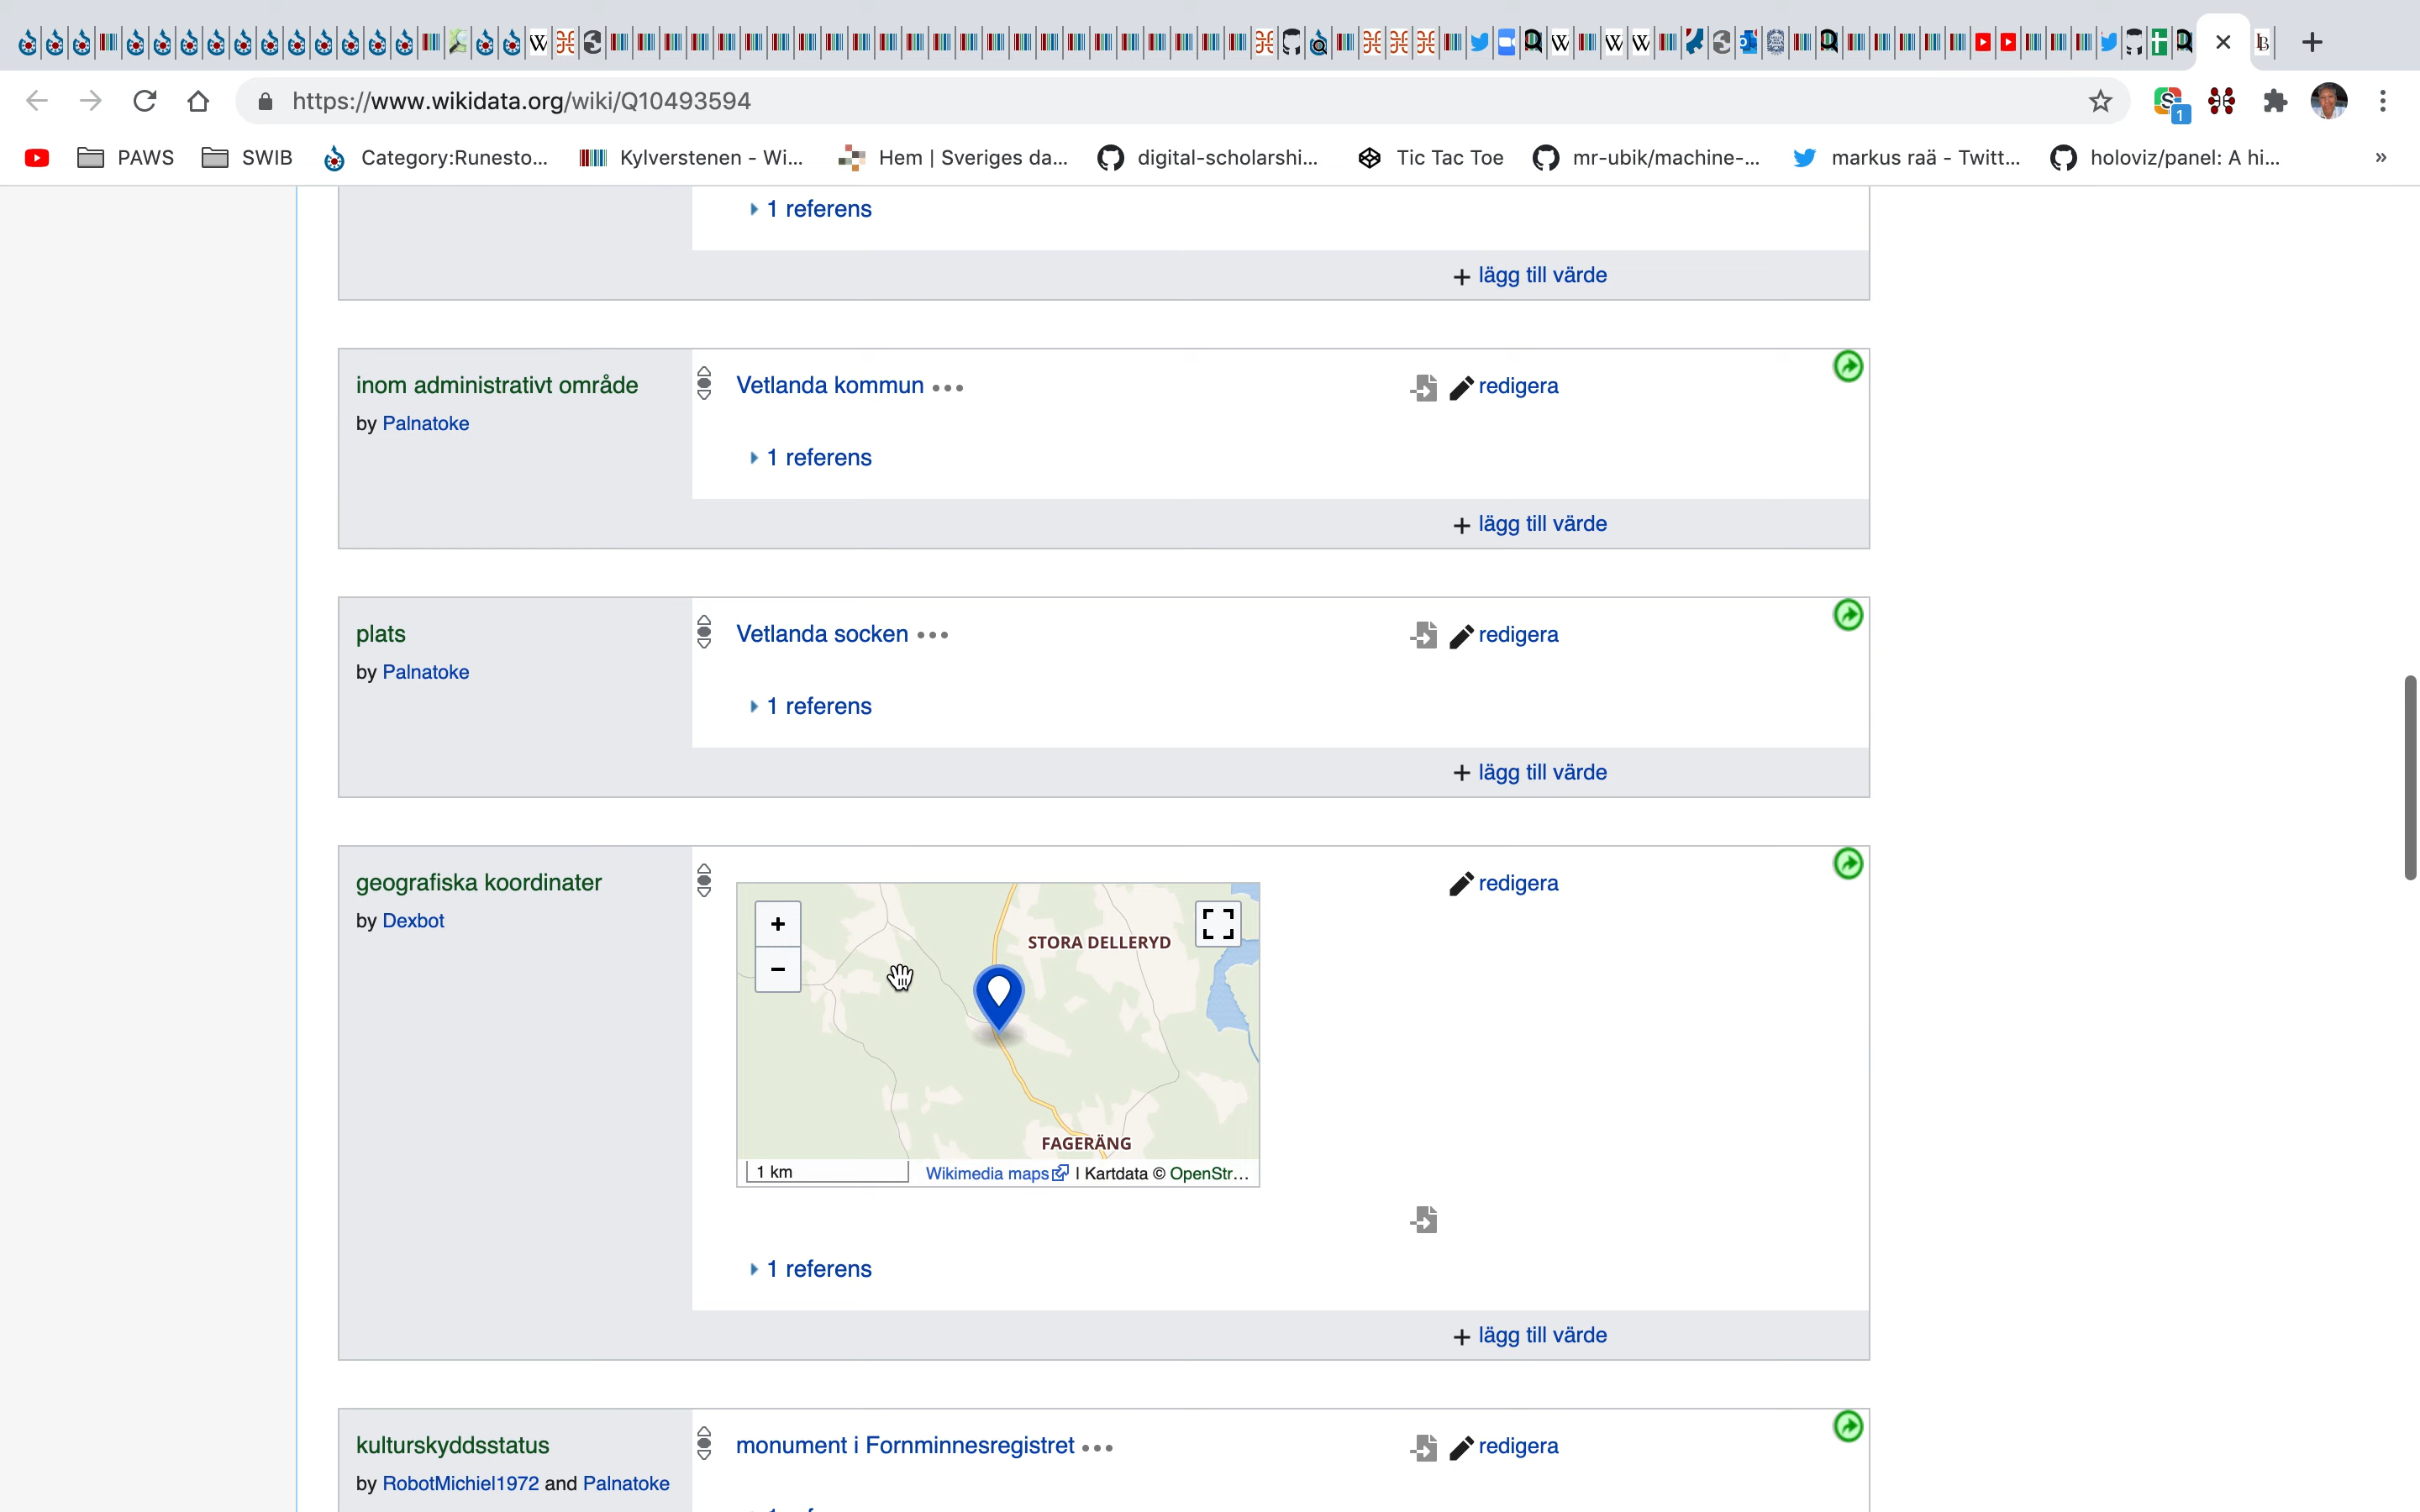 https://www.wikidata.org/wiki/Q10493594
1
PAWS
SWIB
Category:Runesto...
Kylverstenen - Wi...
Hem | Sveriges da...
digital-scholarshi...
Tic Tac Toe
mr-ubik/machine-...
markus raä - Twitt...
holoviz/panel: A hi...
»
1 referens
+ lägg till värde
inom administrativt område
by Palnatoke
Vetlanda kommun
redigera
1 referens
+ lägg till värde
plats
by Palnatoke
Vetlanda socken
redigera
1 referens
+ lägg till värde
geografiska koordinater
by Dexbot
redigera
+
−
STORA DELLERYD
FAGERÄNG
1 km
Wikimedia maps | Kartdata © OpenStr...
1 referens
+ lägg till värde
kulturskyddsstatus
by RobotMichiel1972 and Palnatoke
monument i Fornminnesregistret
redigera